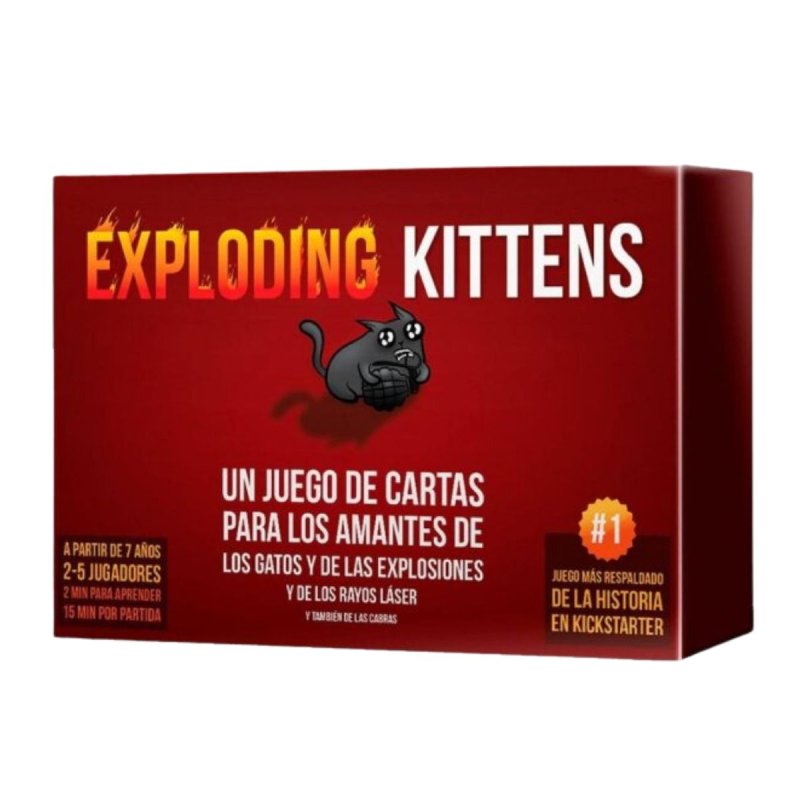 EXPLODING KITTENS
UN JUEGO DE CARTAS
PARA LOS AMANTES DE
LOS GATOS Y DE LAS EXPLOSIONES
Y DE LOS RAYOS LÁSER
Y TAMBIÉN DE LAS CABRAS
A PARTIR DE 7 AÑOS
2-5 JUGADORES
2 MIN PARA APRENDER
15 MIN POR PARTIDA
#1
JUEGO MÁS RESPALDADO
DE LA HISTORIA
EN KICKSTARTER